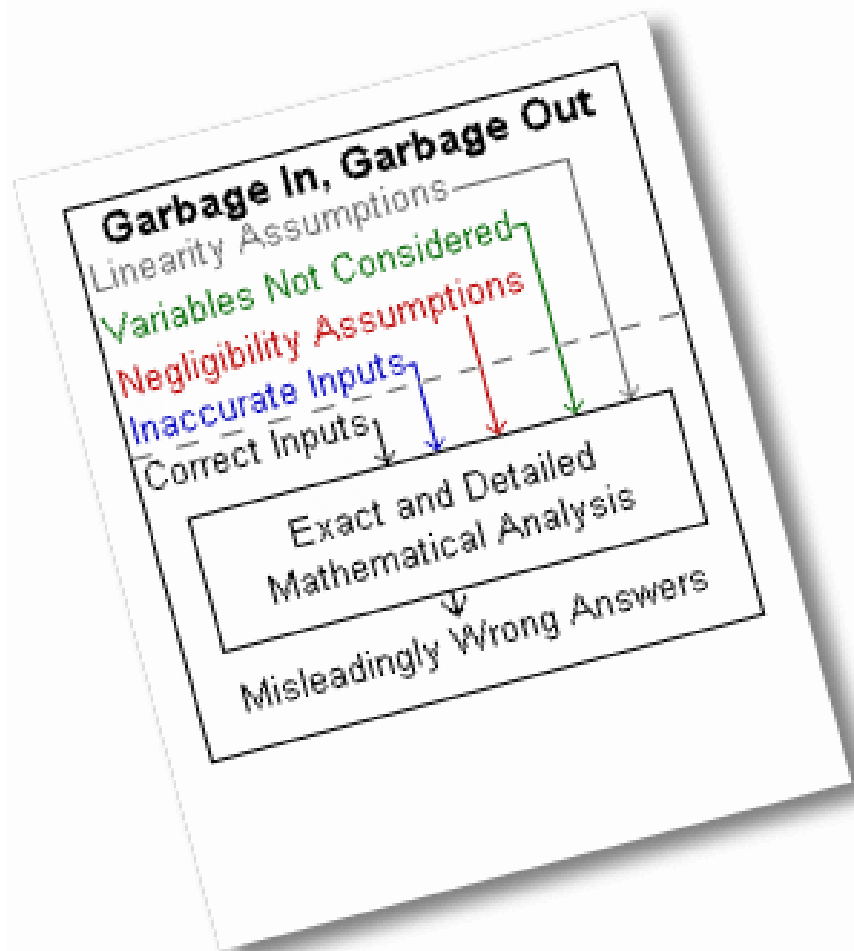 Garbage In, Garbage Out
Linearity Assumptions
Variables Not Considered
Negligibility Assumptions
Inaccurate Inputs
Correct Inputs
Exact and Detailed
Mathematical Analysis
Misleadingly Wrong Answers